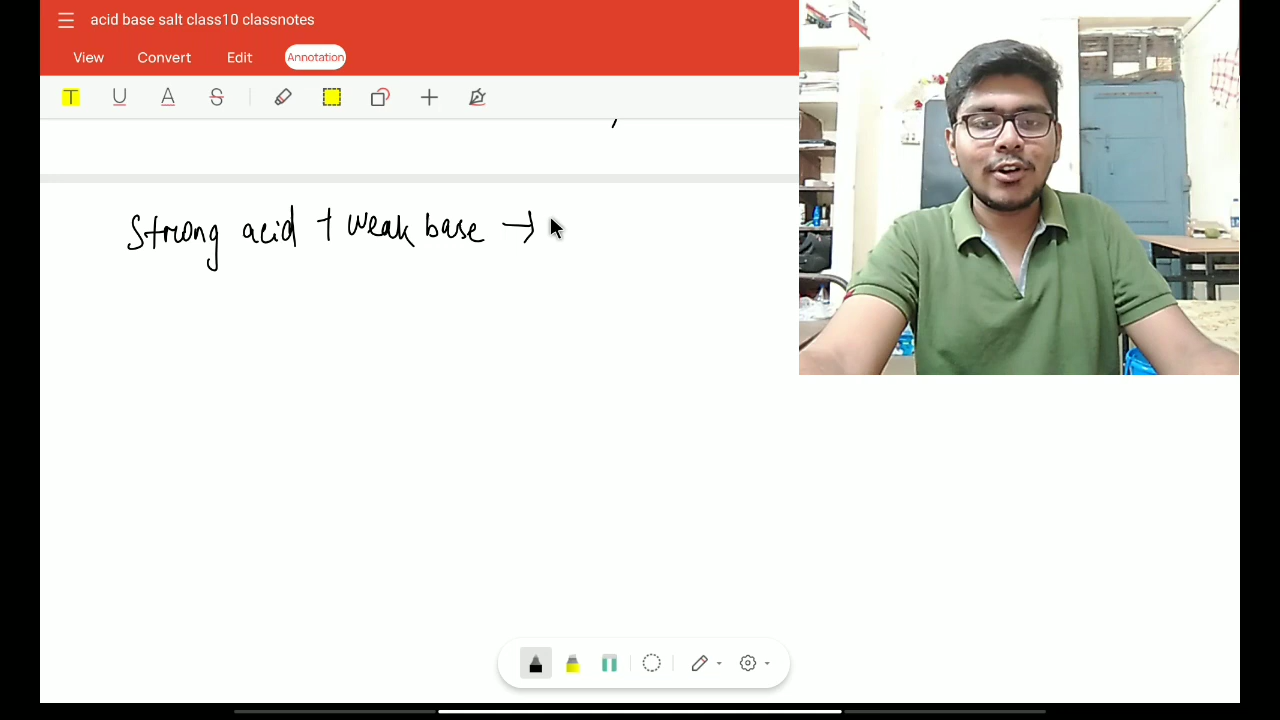 acid base salt class10 classnotes
View Convert Edit Annotation
T U A S
Strong acid + weak base →